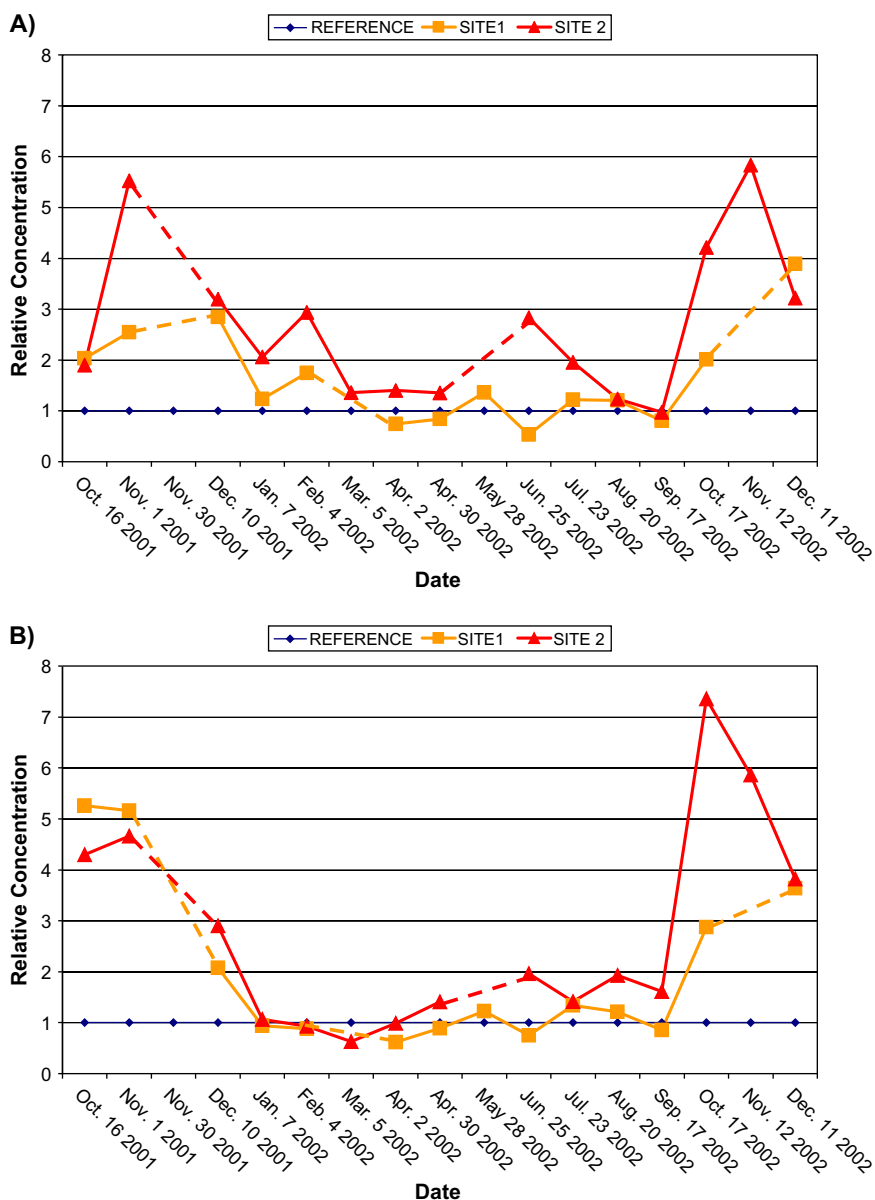 A)
REFERENCE SITE1 SITE 2
8
7
6
5
4
3
2
1
0
Relative Concentration
Oct. 16 2001
Nov. 1 2001
Nov. 30 2001
Dec. 10 2001
Jan. 7 2002
Feb. 4 2002
Mar. 5 2002
Apr. 2 2002
Apr. 30 2002
May 28 2002
Jun. 25 2002
Jul. 23 2002
Aug. 20 2002
Sep. 17 2002
Oct. 17 2002
Nov. 12 2002
Dec. 11 2002
Date
B)
REFERENCE SITE1 SITE 2
8
7
6
5
4
3
2
1
0
Relative Concentration
Oct. 16 2001
Nov. 1 2001
Nov. 30 2001
Dec. 10 2001
Jan. 7 2002
Feb. 4 2002
Mar. 5 2002
Apr. 2 2002
Apr. 30 2002
May 28 2002
Jun. 25 2002
Jul. 23 2002
Aug. 20 2002
Sep. 17 2002
Oct. 17 2002
Nov. 12 2002
Dec. 11 2002
Date